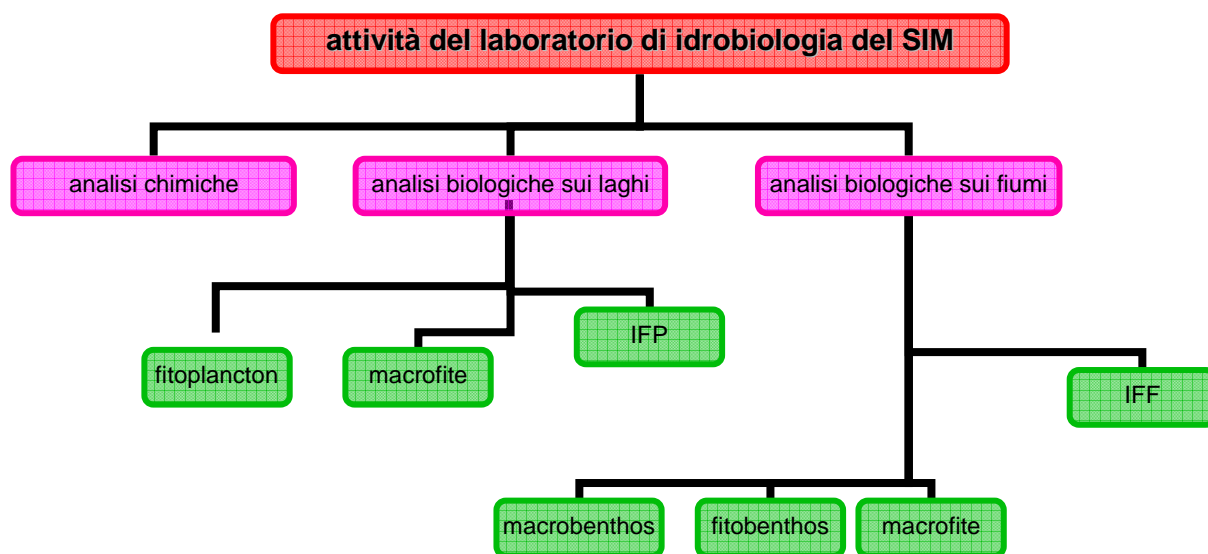 attività del laboratorio di idrobiologia del SIM
analisi chimiche
analisi biologiche sui laghi
analisi biologiche sui fiumi
IFP
fitoplancton
macrofite
IFF
macrobenthos
fitobenthos
macrofite